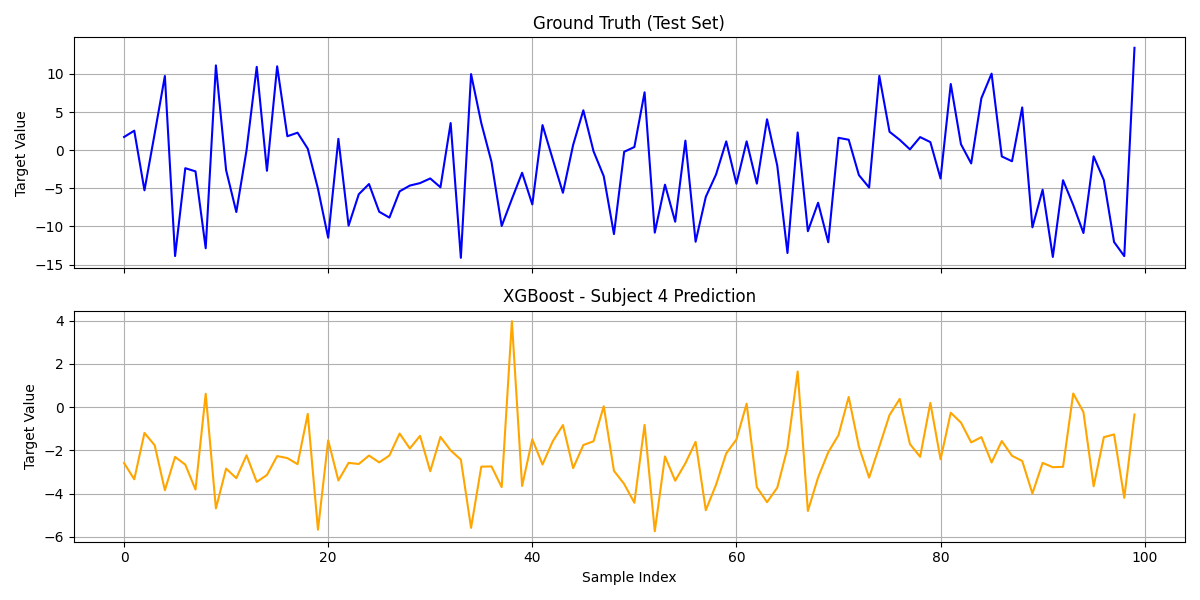 Ground Truth (Test Set)
Target Value
10
5
0
−5
−10
−15
XGBoost - Subject 4 Prediction
Target Value
4
2
0
−2
−4
−6
0 20 40 60 80 100
Sample Index